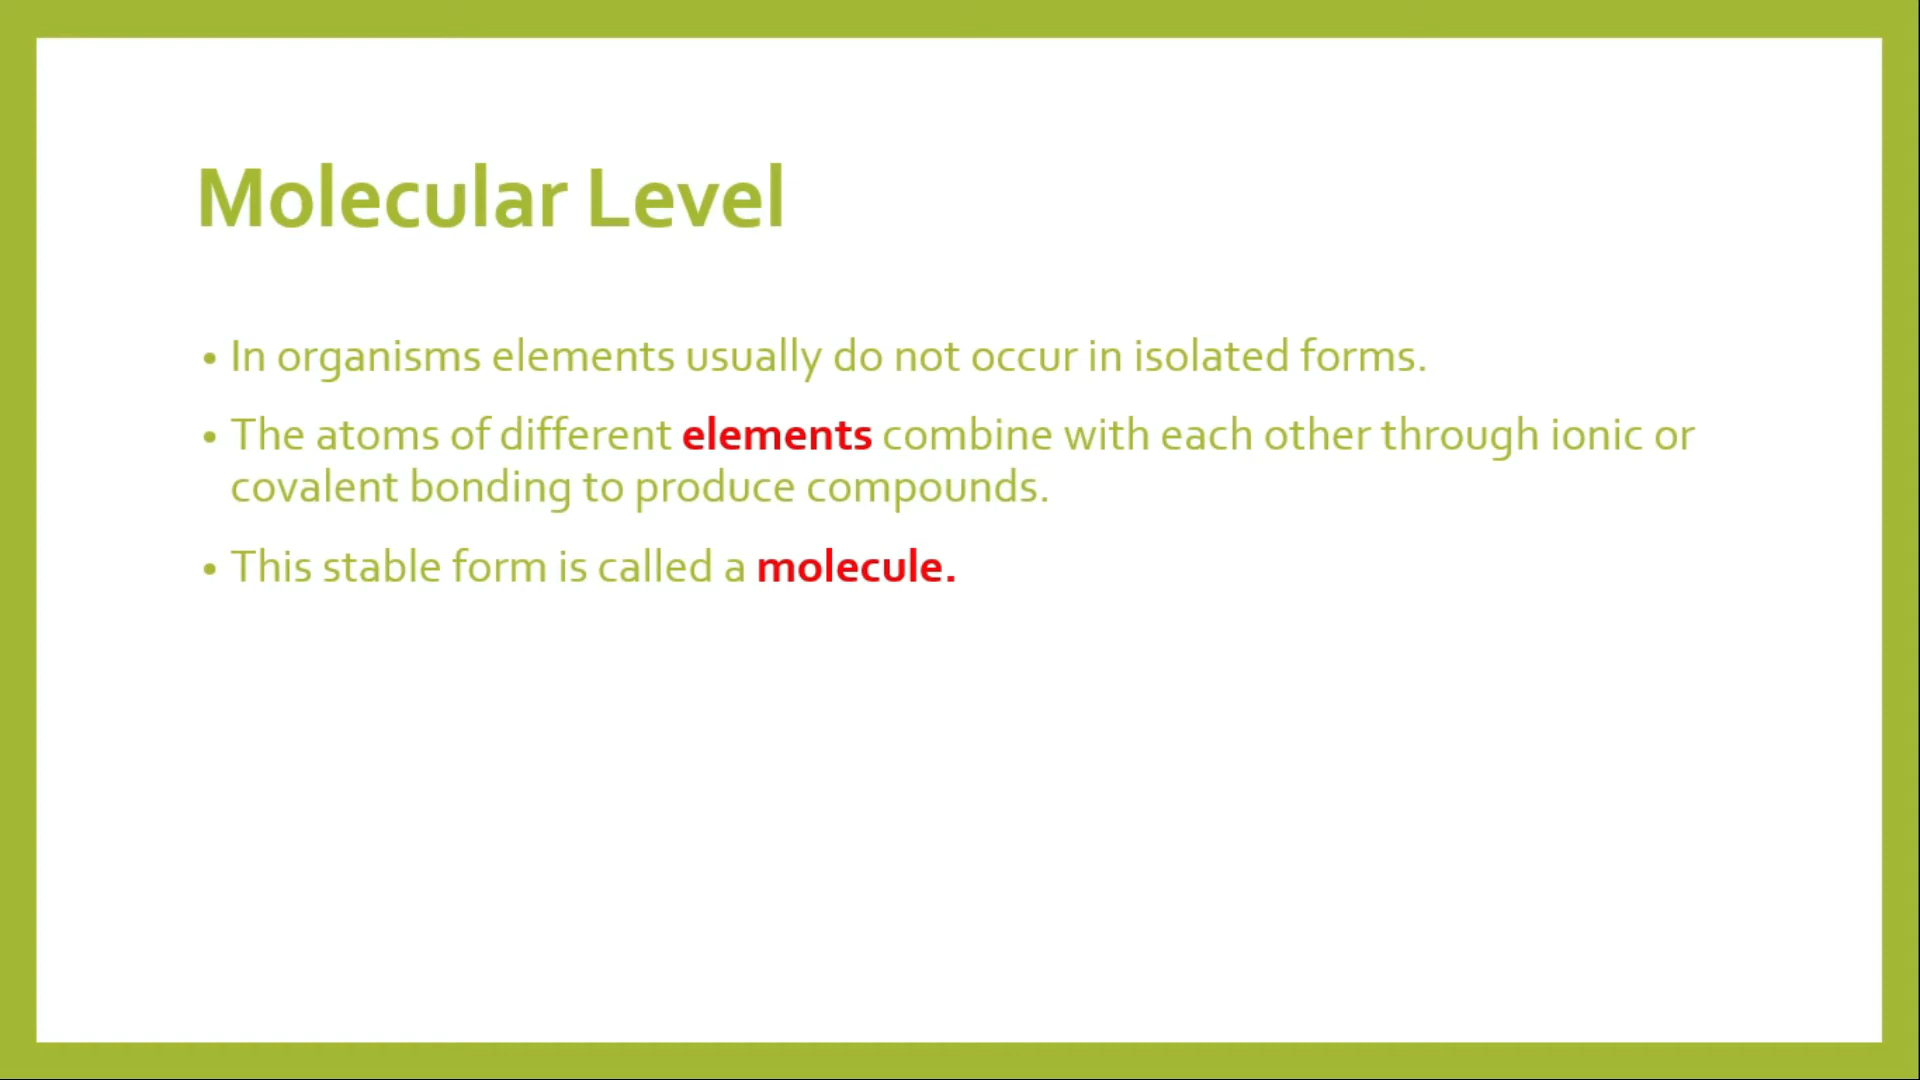 Molecular Level
• In organisms elements usually do not occur in isolated forms.
• The atoms of different elements combine with each other through ionic or
covalent bonding to produce compounds.
• This stable form is called a molecule.